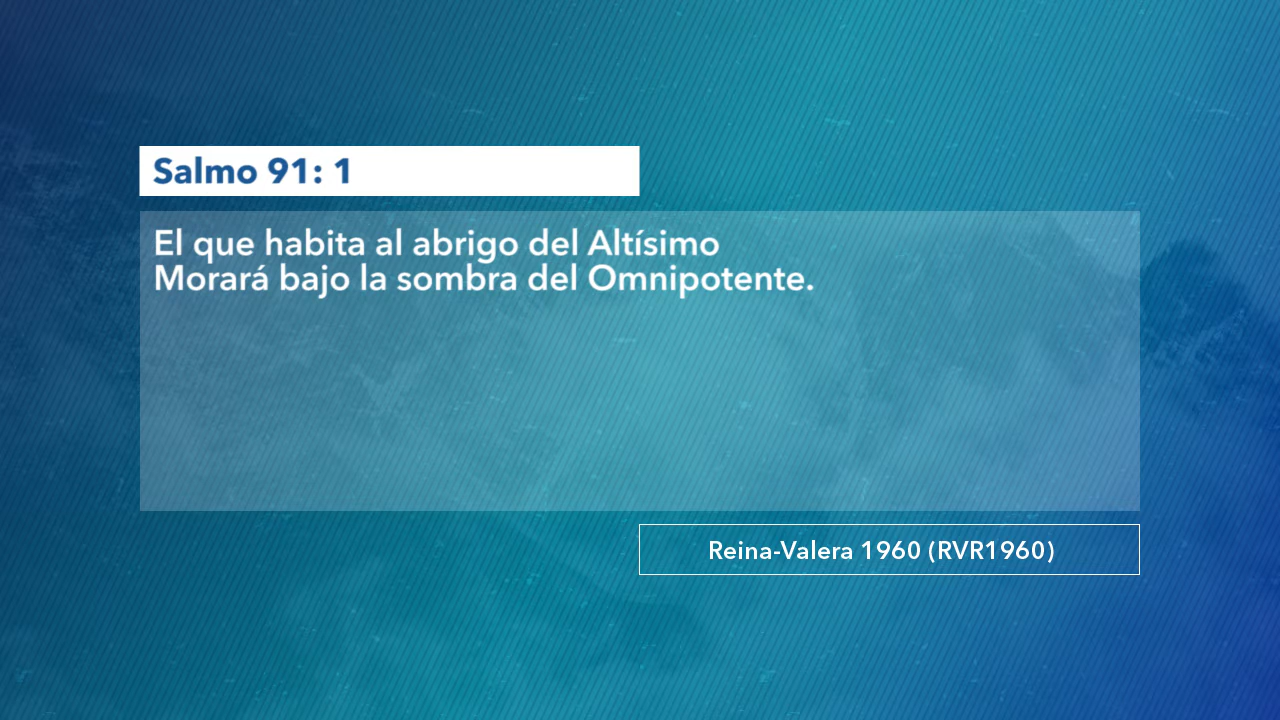 Salmo 91: 1
El que habita al abrigo del Altísimo
Morará bajo la sombra del Omnipotente.
Reina-Valera 1960 (RVR1960)